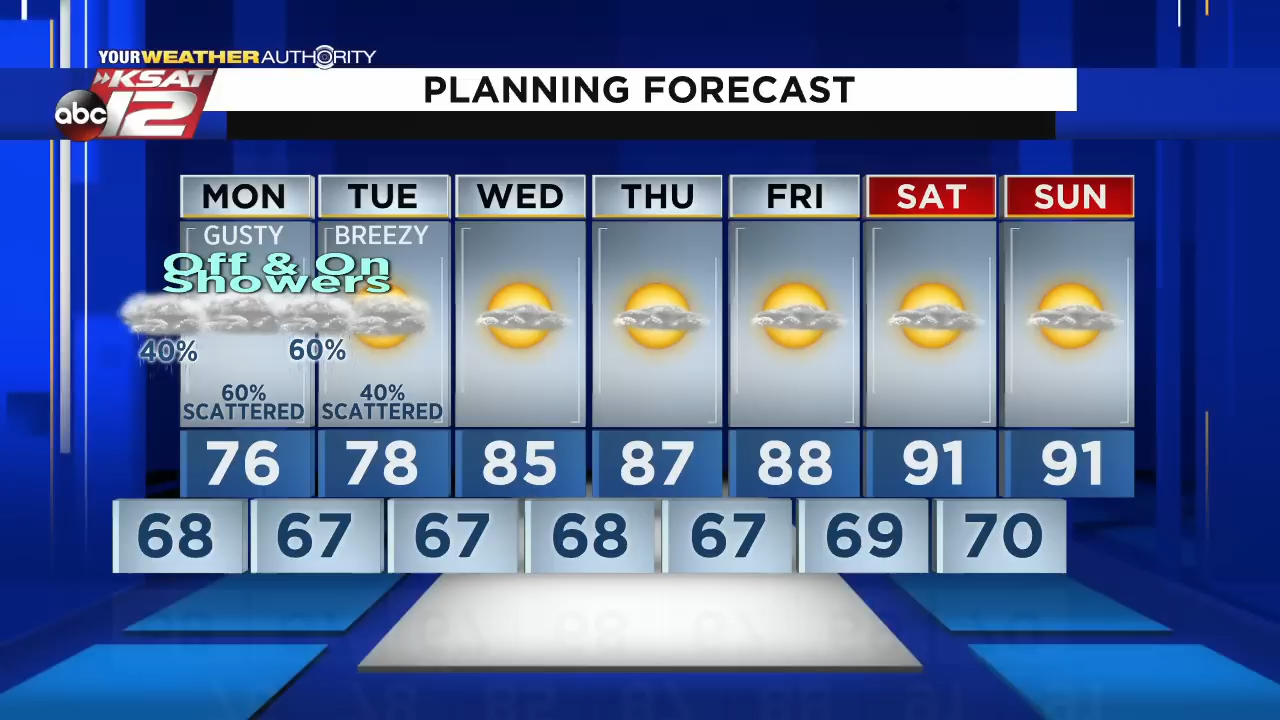 YOURWEATHERAUTHORITY
KSAT
abc 12
PLANNING FORECAST
MON TUE WED THU FRI SAT SUN
GUSTY BREEZY
Off & On
Showers
40% 60%
60% 40%
SCATTERED SCATTERED
76 78 85 87 88 91 91
68 67 67 68 67 69 70